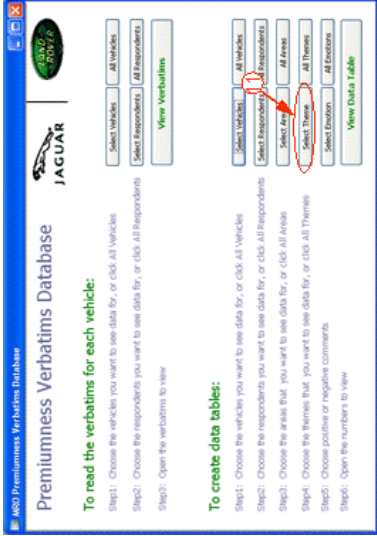 MRO Premiumness Verbatims Database
Premiumness Verbatims Database
JAGUAR
LAND ROVER
To read the verbatims for each vehicle:
Step1: Choose the vehicles you want to see data for, or click All Vehicles
Select Vehicles
All Vehicles
Step2: Choose the respondents you want to see data for, or click All Respondents
Select Respondents
All Respondents
Step3: Open the verbatims to view
View Verbatims
To create data tables:
Step1: Choose the vehicles you want to see data for, or click All Vehicles
Select Vehicles
All Vehicles
1
Step2: Choose the respondents you want to see data for, or click All Respondents
Select Respondents
All Respondents
Step3: Choose the areas that you want to see data for, or click All Areas
Select Area
All Areas
Step4: Choose the themes that you want to see data for, or click All Themes
Select Theme
All Themes
Step5: Choose positive or negative comments
Select Emotion
All Emotions
Step6: Open the numbers to view
View Data Table